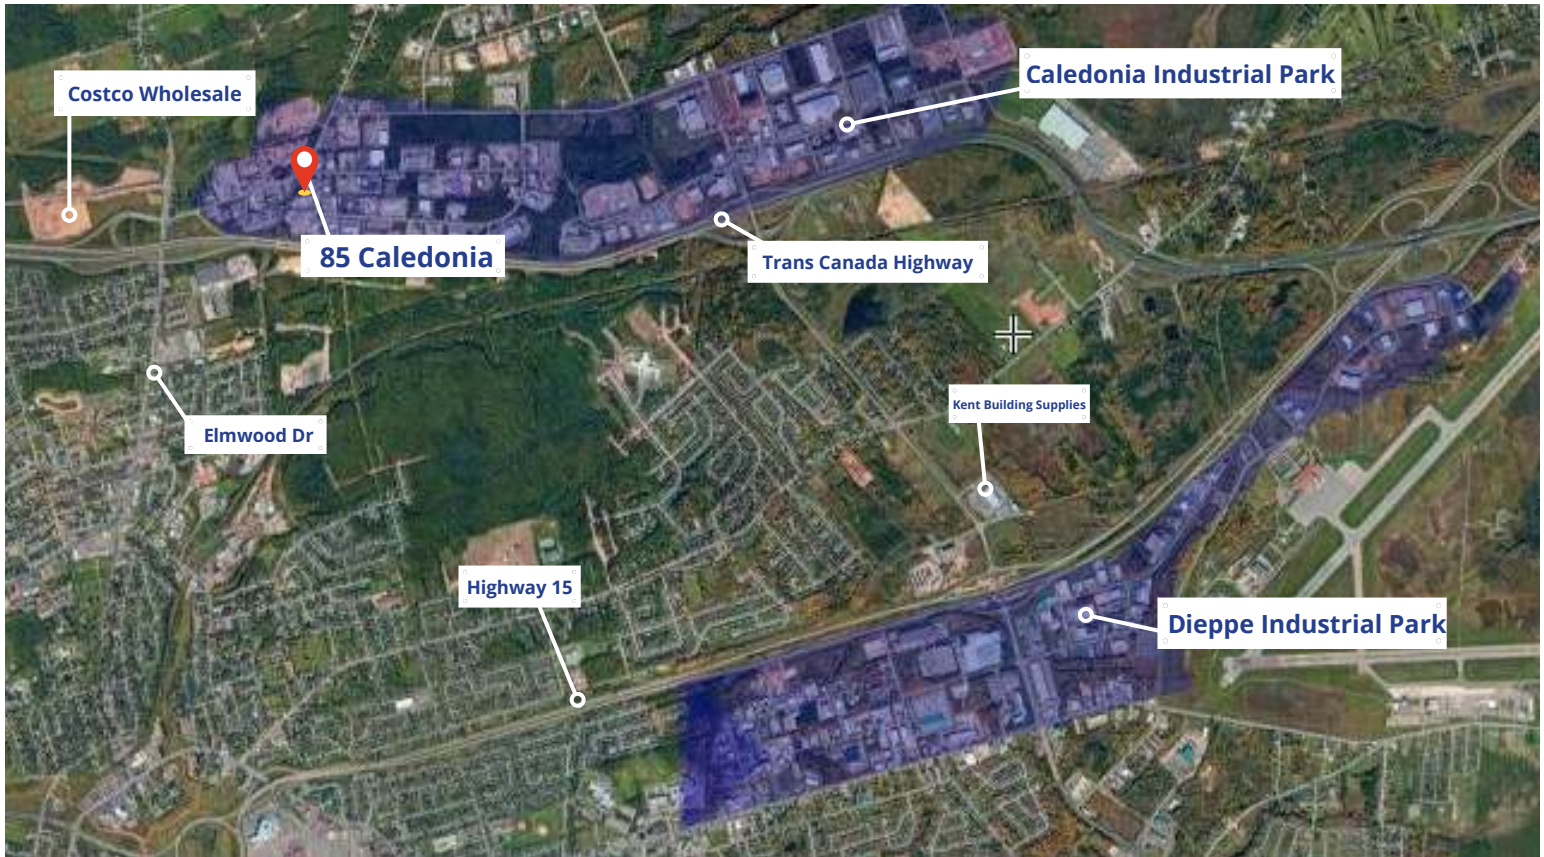 Caledonia Industrial Park
Costco Wholesale
85 Caledonia
Trans Canada Highway
Kent Building Supplies
Elmwood Dr
Highway 15
Dieppe Industrial Park